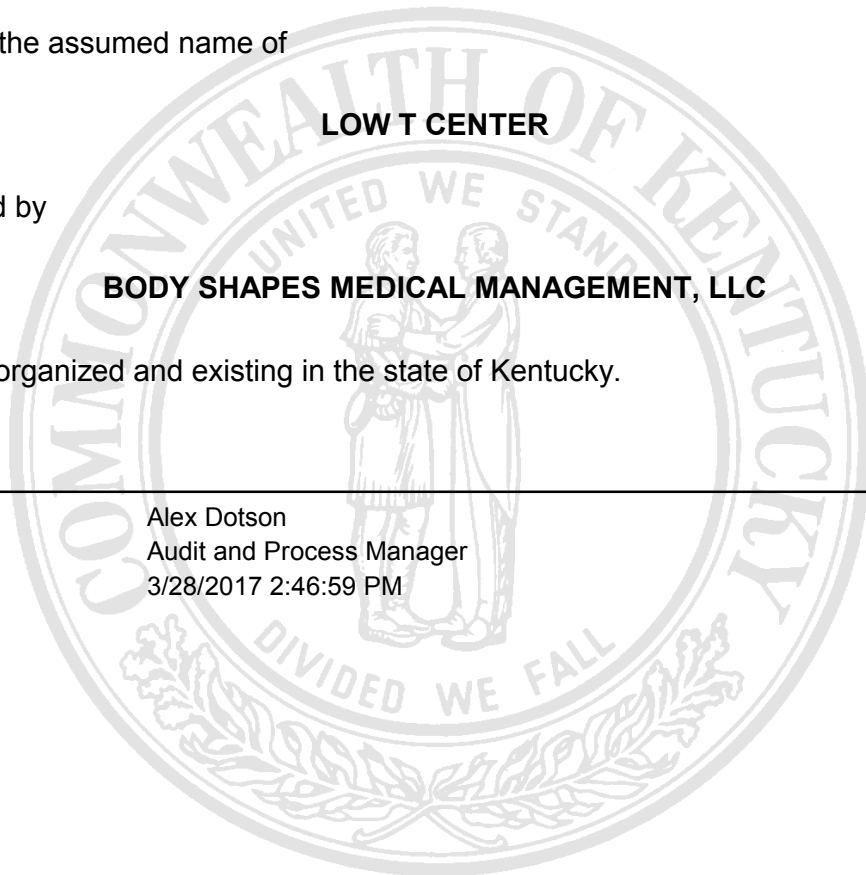 the assumed name of
LOW T CENTER
d by
BODY SHAPES MEDICAL MANAGEMENT, LLC
organized and existing in the state of Kentucky.
Alex Dotson
Audit and Process Manager
3/28/2017 2:46:59 PM
COMMONWEALTH OF KENTUCKY
UNITED WE STAND
DIVIDED WE FALL